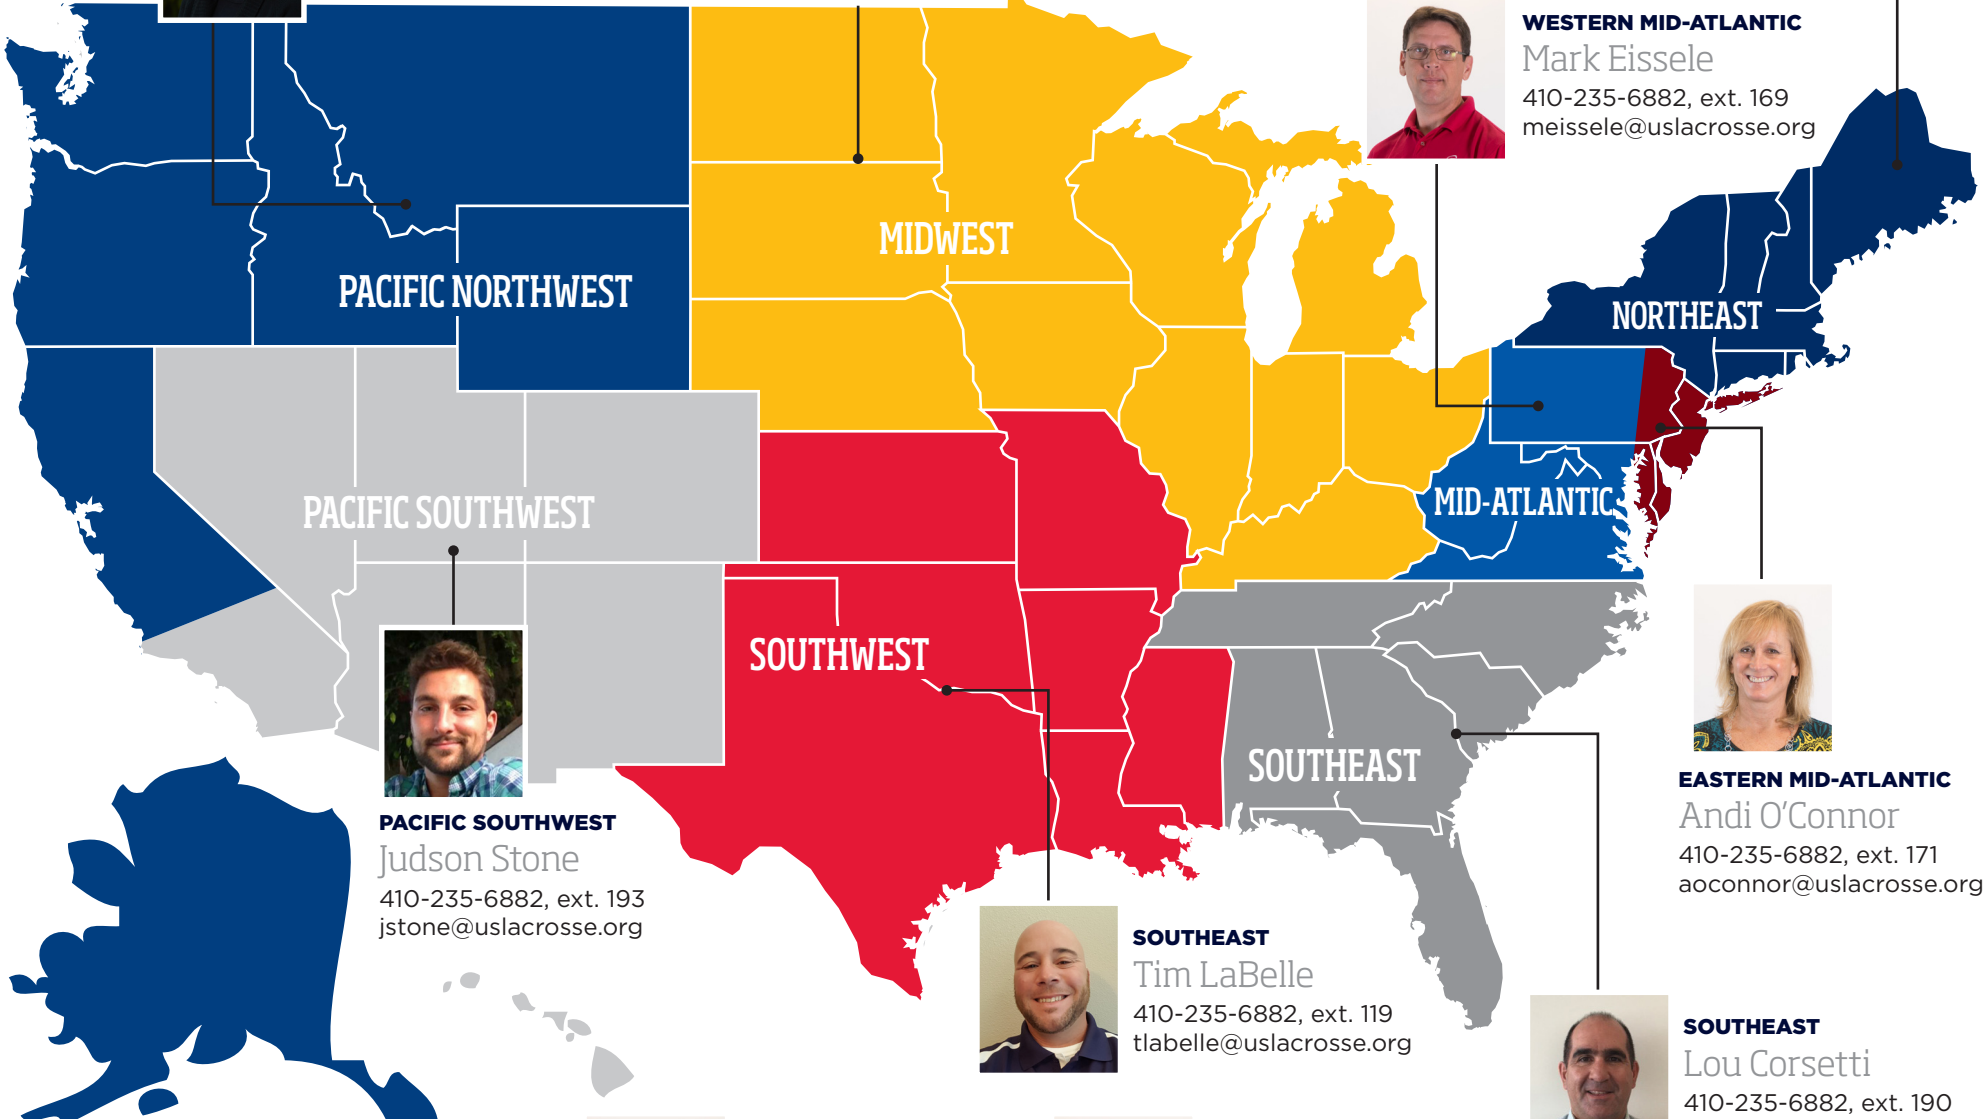 WESTERN MID-ATLANTIC
Mark Eissele
410-235-6882, ext. 169
meissele@uslacrosse.org
MIDWEST
PACIFIC NORTHWEST
NORTHEAST
PACIFIC SOUTHWEST
MID-ATLANTIC
SOUTHWEST
SOUTHEAST
EASTERN MID-ATLANTIC
Andi O'Connor
410-235-6882, ext. 171
aoconnor@uslacrosse.org
PACIFIC SOUTHWEST
Judson Stone
410-235-6882, ext. 193
jstone@uslacrosse.org
SOUTHEAST
Tim LaBelle
410-235-6882, ext. 119
tlabelle@uslacrosse.org
SOUTHEAST
Lou Corsetti
410-235-6882, ext. 190